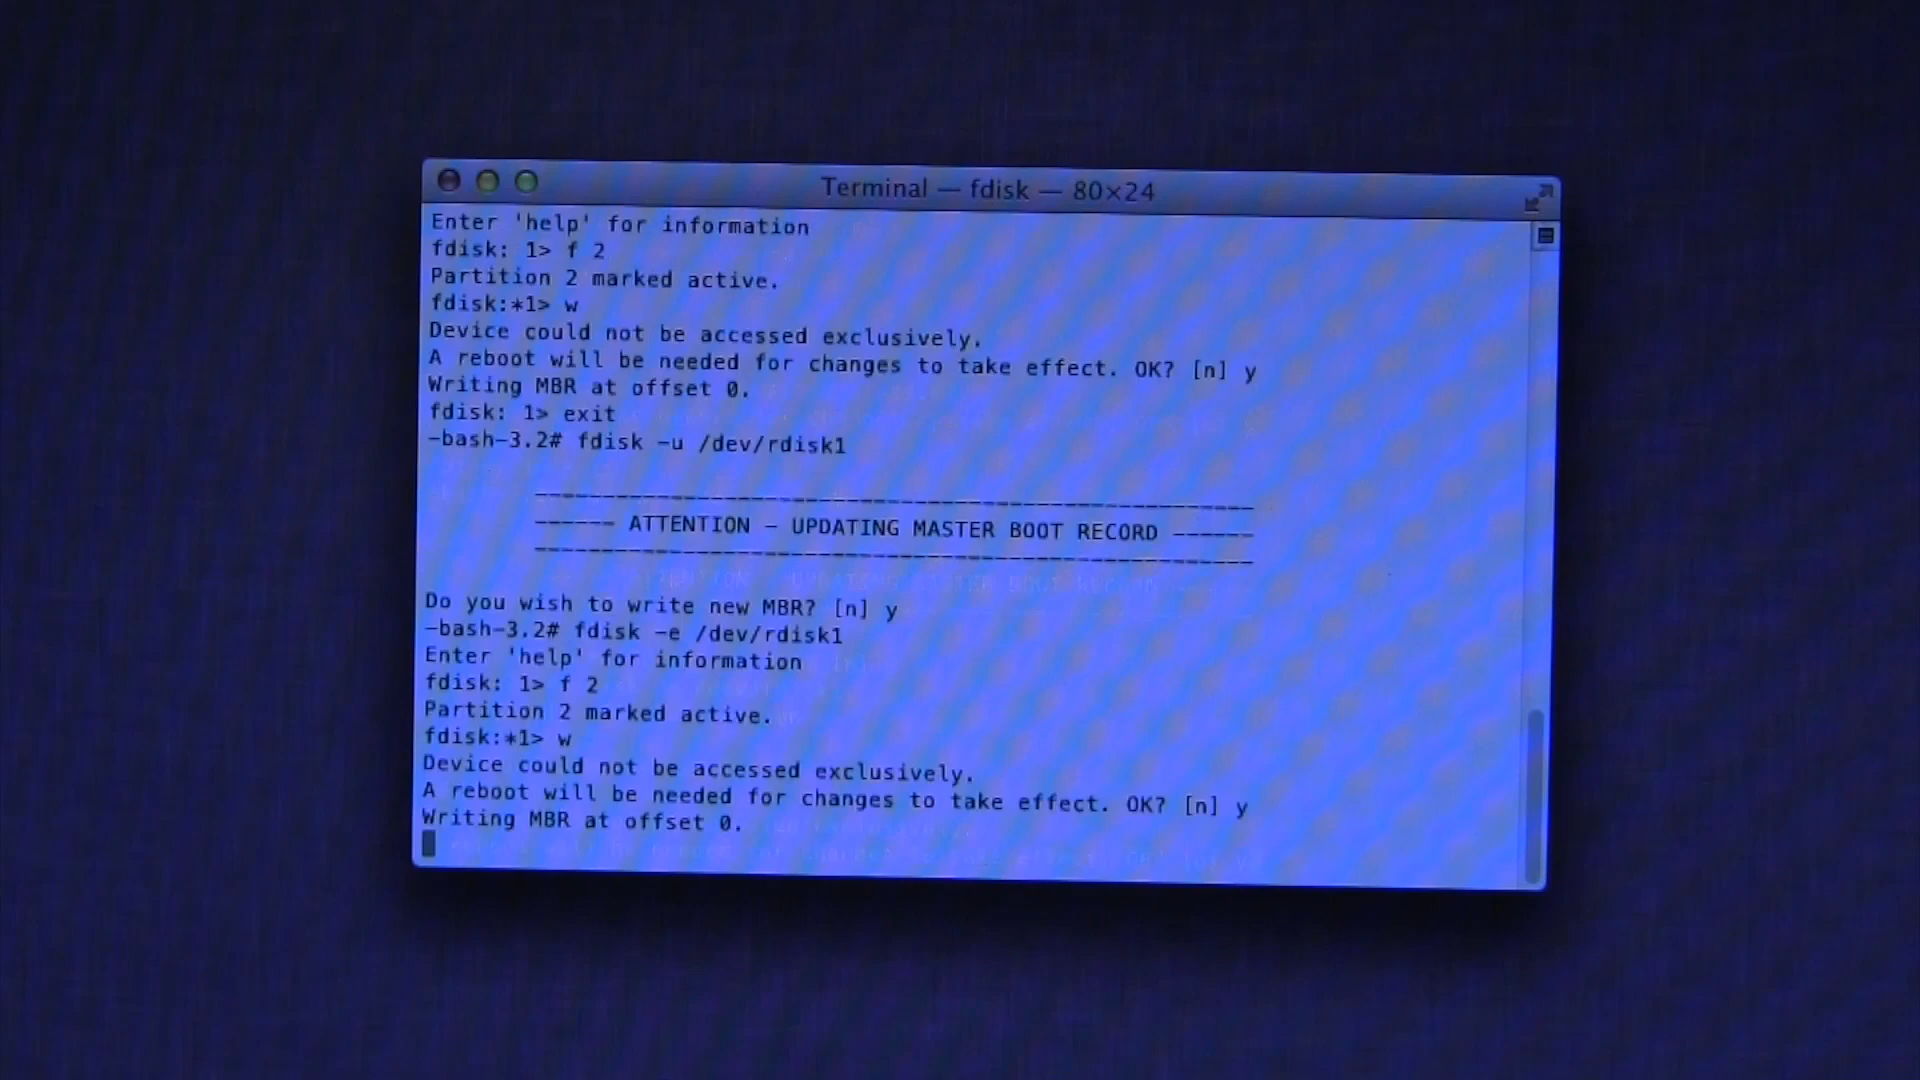 Terminal — fdisk — 80×24
Enter 'help' for information
fdisk: 1> f 2
Partition 2 marked active.
fdisk:*1> w
Device could not be accessed exclusively.
A reboot will be needed for changes to take effect. OK? [n] y
Writing MBR at offset 0.
fdisk: 1> exit
-bash-3.2# fdisk -u /dev/rdisk1
-----------------------------------------------------
------ ATTENTION - UPDATING MASTER BOOT RECORD ------
-----------------------------------------------------
Do you wish to write new MBR? [n] y
-bash-3.2# fdisk -e /dev/rdisk1
Enter 'help' for information
fdisk: 1> f 2
Partition 2 marked active.
fdisk:*1> w
Device could not be accessed exclusively.
A reboot will be needed for changes to take effect. OK? [n] y
Writing MBR at offset 0.